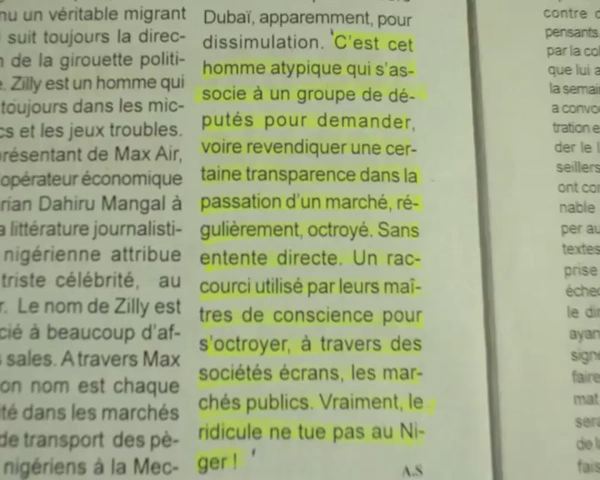 nu un véritable migrant
suit toujours la direc-
de la girouette politi-
Zilly est un homme qui
toujours dans les mic-
cs et les jeux troubles.
présentant de Max Air,
opérateur économique
rian Dahiru Mangal à
la littérature journalisti-
nigérienne attribue
triste célébrité, au
Le nom de Zilly est
cié à beaucoup d'af-
sales. A travers Max
on nom est chaque
ité dans les marchés
de transport des pè-
nigériens à la Mec-
Dubaï, apparemment, pour
dissimulation. 'C'est cet
homme atypique qui s'as-
socie à un groupe de dé-
putés pour demander,
voire revendiquer une cer-
taine transparence dans la
passation d'un marché, ré-
gulièrement, octroyé. Sans
entente directe. Un rac-
courci utilisé par leurs maî-
tres de conscience pour
s'octroyer, à travers des
sociétés écrans, les mar-
chés publics. Vraiment, le
ridicule ne tue pas au Ni-
ger ! '
A.S
contre
pensants
par la col
que lui a
la semai
a convo
tration e
der le l
seillers
ont cor
nable
per au
textes
prise
échec
le di
ayan
signé
faire
mat
sera
de l
fais